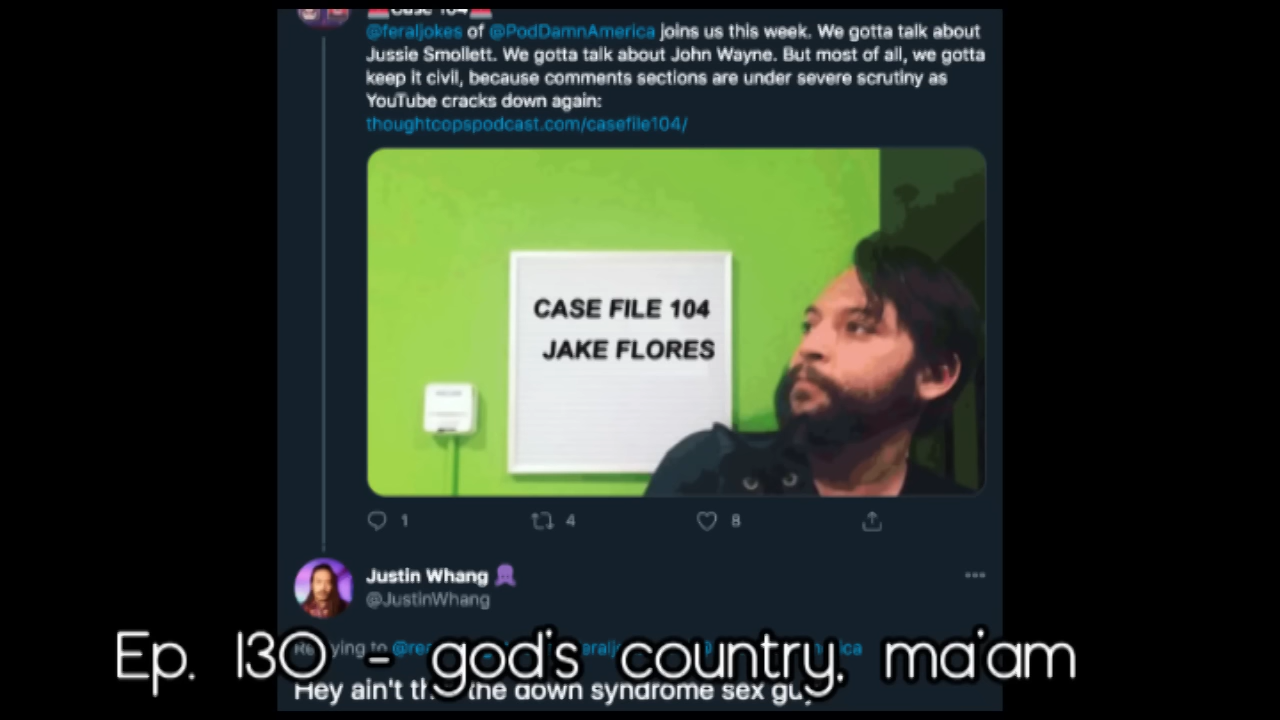 Case 104
@feraljokes of @PodDamnAmerica joins us this week. We gotta talk about
Jussie Smollett. We gotta talk about John Wayne. But most of all, we gotta
keep it civil, because comments sections are under severe scrutiny as
YouTube cracks down again:
thoughtcopspodcast.com/casefile104/
CASE FILE 104
JAKE FLORES
1 4 8
Justin Whang
@JustinWhang
Ep. 130 - god's country, ma'am
Hey ain't the down syndrome sex guy